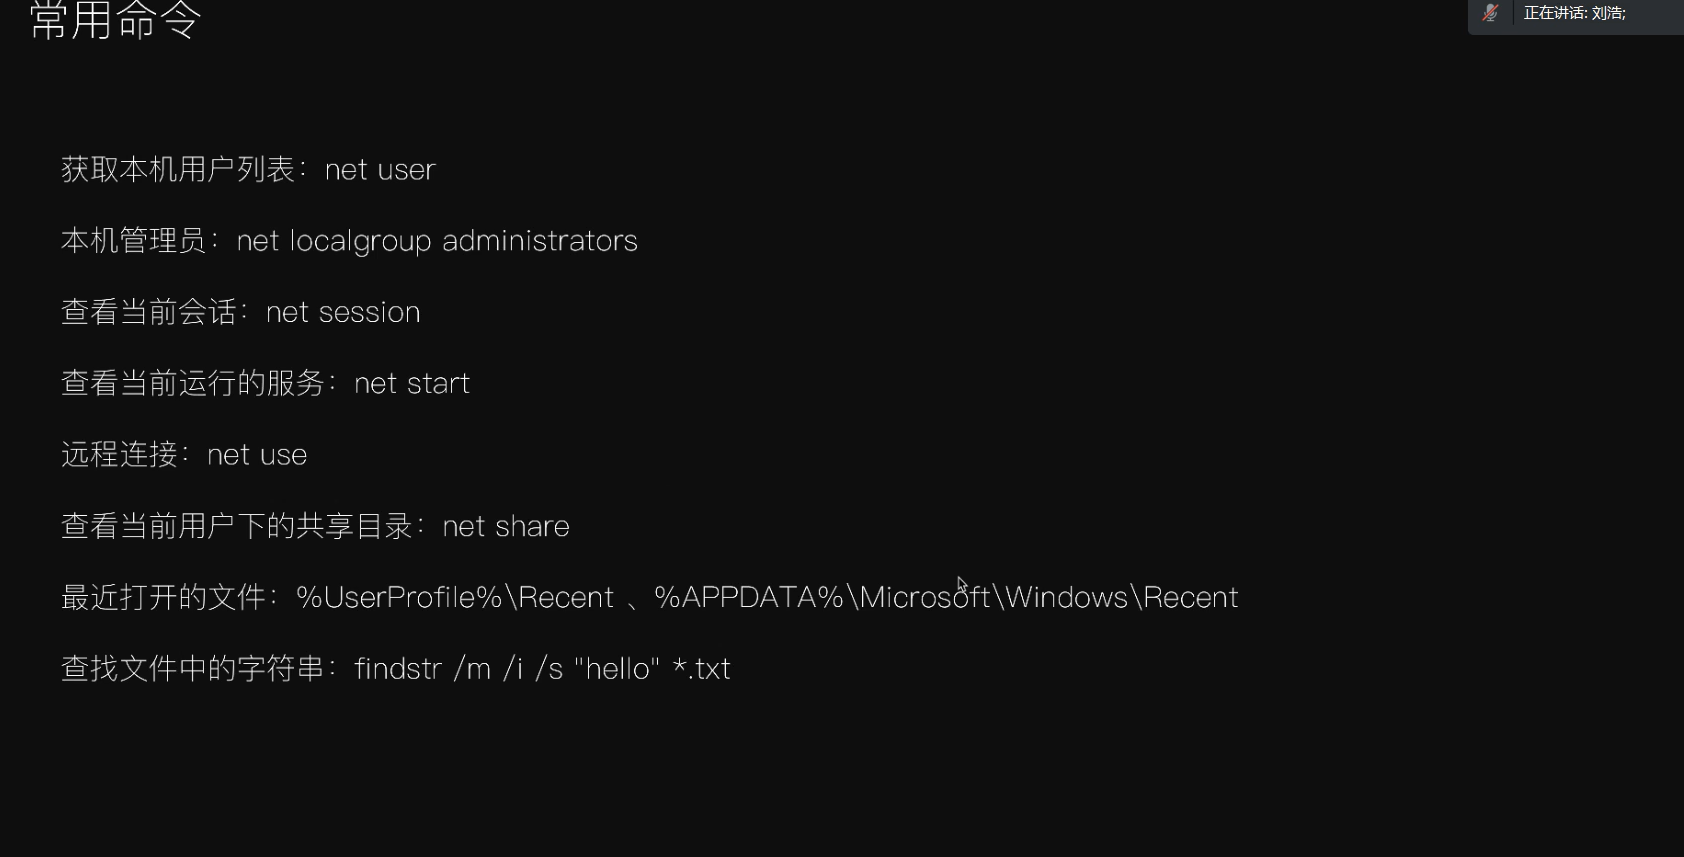 常用命令
正在讲话: 刘浩;
获取本机用户列表：net user
本机管理员：net localgroup administrators
查看当前会话：net session
查看当前运行的服务：net start
远程连接：net use
查看当前用户下的共享目录：net share
最近打开的文件：%UserProfile%\Recent 、%APPDATA%\Microsoft\Windows\Recent
查找文件中的字符串：findstr /m /i /s "hello" *.txt